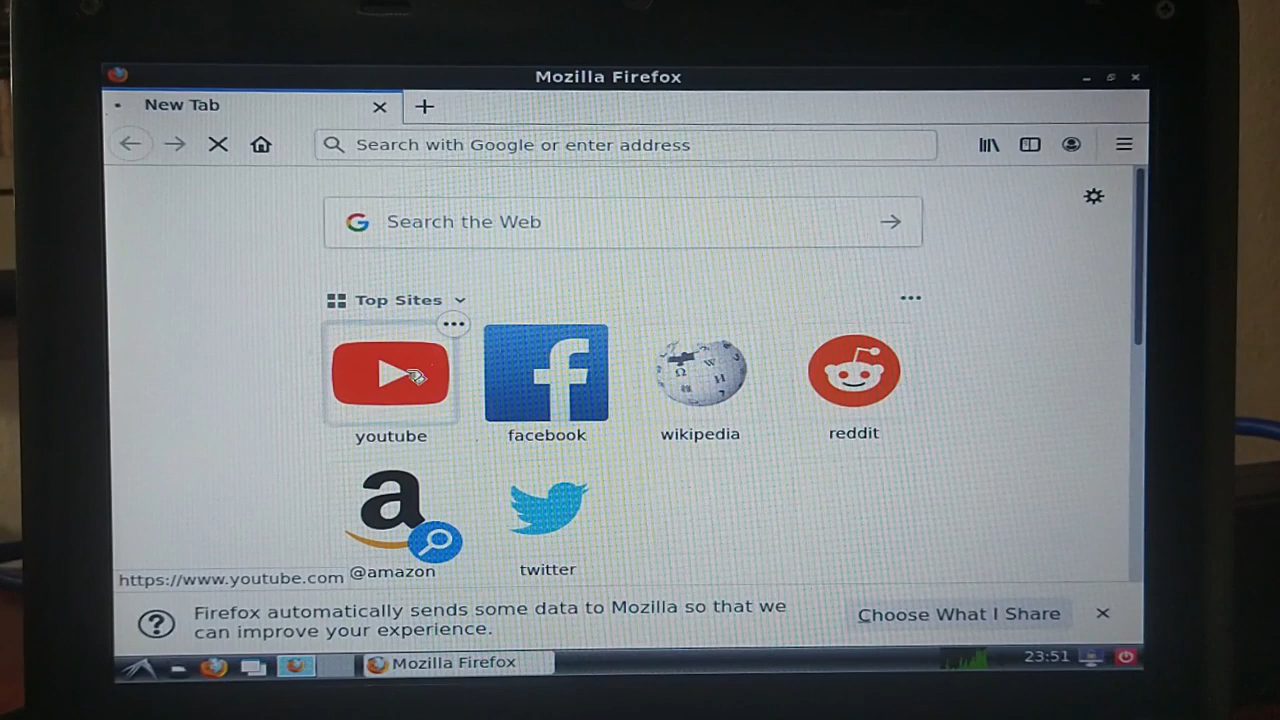 Mozilla Firefox
New Tab
Search with Google or enter address
Search the Web
Top Sites
youtube
facebook
wikipedia
reddit
@amazon
twitter
https://www.youtube.com
Firefox automatically sends some data to Mozilla so that we
can improve your experience.
Choose What I Share
Mozilla Firefox
23:51